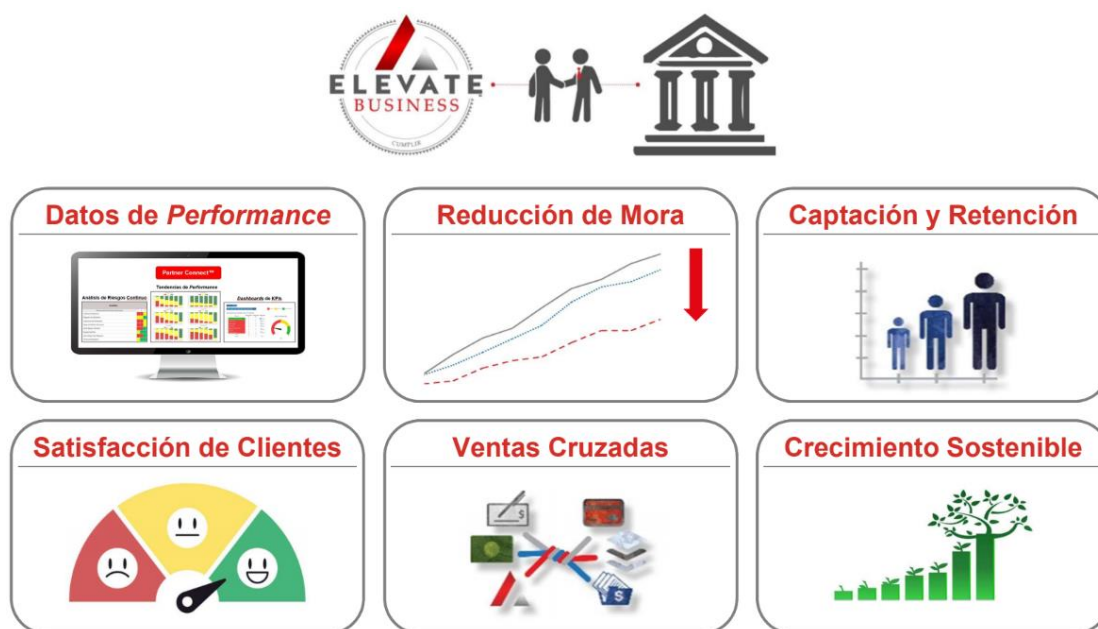 ELEVATE
BUSINESS
CUMPLIR
Datos de Performance
Reducción de Mora
Captación y Retención
Partner Connect™
Tendencias de Performance
Análisis de Riesgos Continuo
Dashboards de KPIs
Satisfacción de Clientes
Ventas Cruzadas
Crecimiento Sostenible